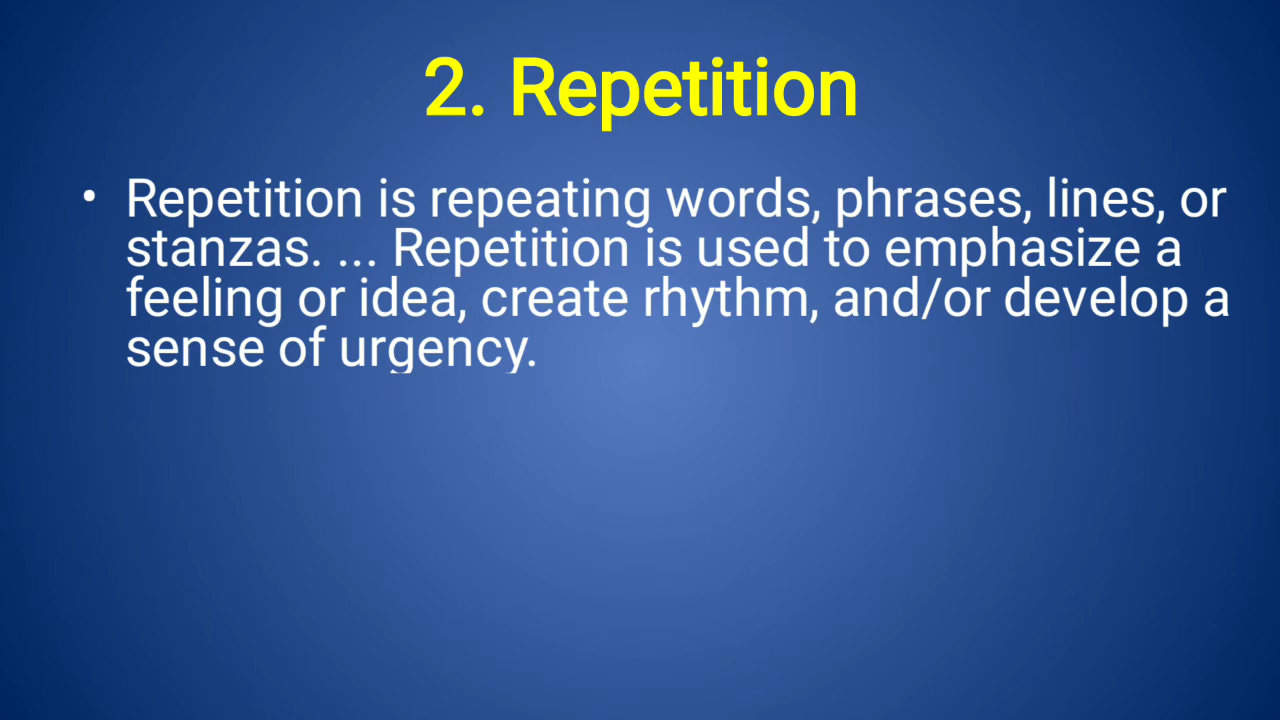 2. Repetition
• Repetition is repeating words, phrases, lines, or
stanzas. ... Repetition is used to emphasize a
feeling or idea, create rhythm, and/or develop a
sense of urgency.